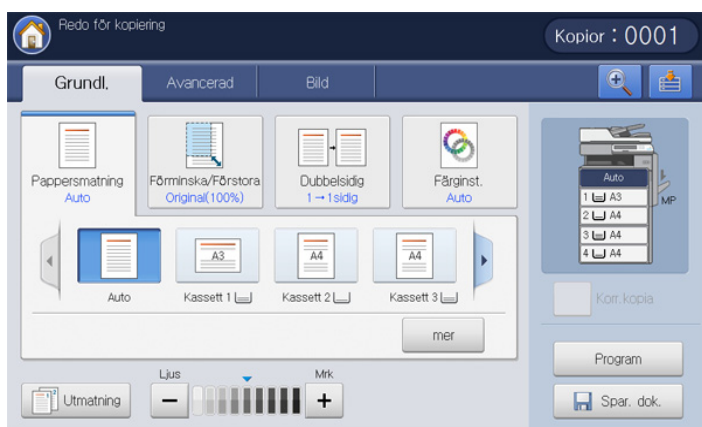 Redo för kopiering
Kopior : 0001
Grundl.
Avancerad
Bild
Pappersmatning
Auto
Förminska/Förstora
Original(100%)
Dubbelsidig
1 → 1sidig
Färginst.
Auto
Auto
A3
Kassett 1
A4
Kassett 2
A4
Kassett 3
mer
Utmatning
Ljus
Mrk
Auto
1 A3
MP
2 A4
3 A4
4 A4
Korr.kopia
Program
Spar. dok.